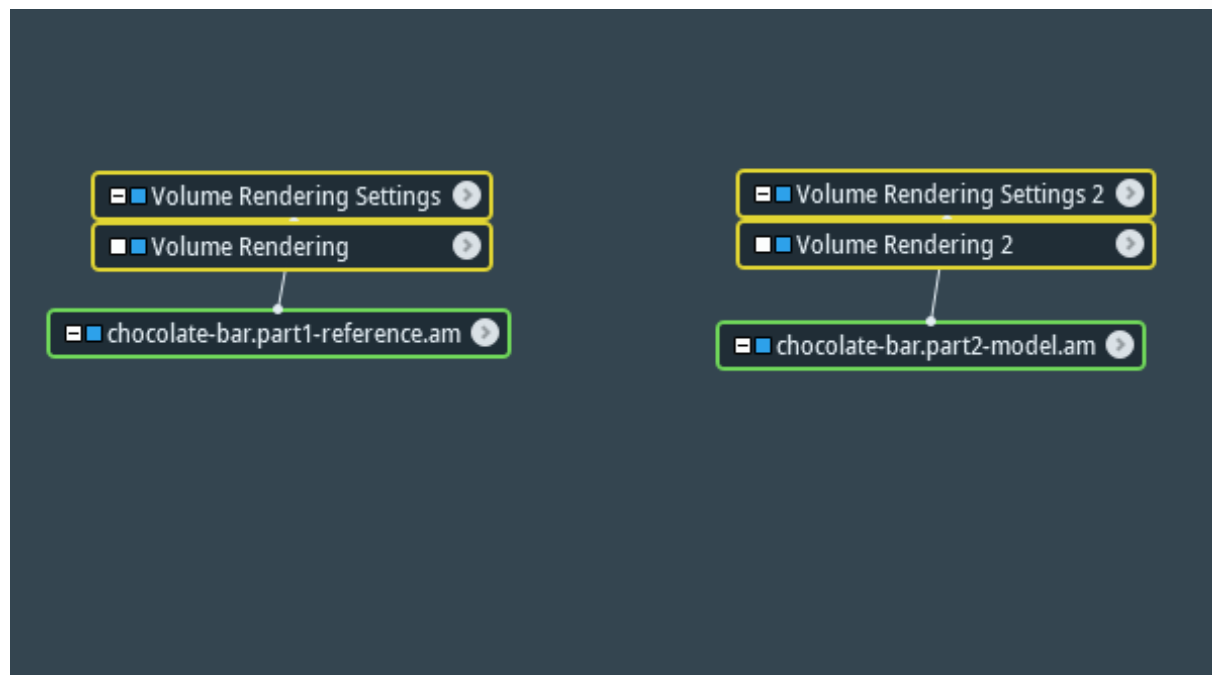 Volume Rendering Settings
Volume Rendering
chocolate-bar.part1-reference.am
Volume Rendering Settings 2
Volume Rendering 2
chocolate-bar.part2-model.am